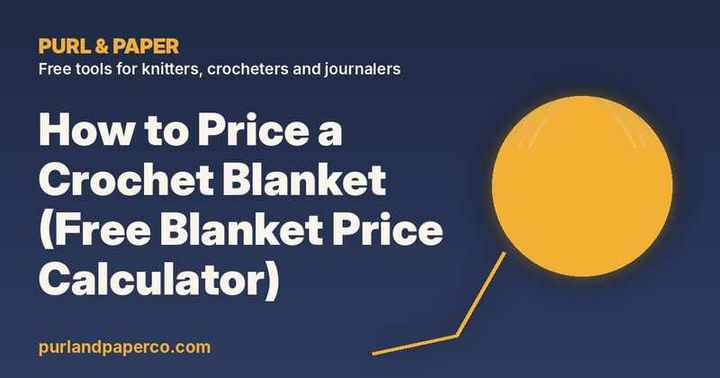 PURL & PAPER
Free tools for knitters, crocheters and journalers
How to Price a
Crochet Blanket
(Free Blanket Price
Calculator)
purlandpaperco.com